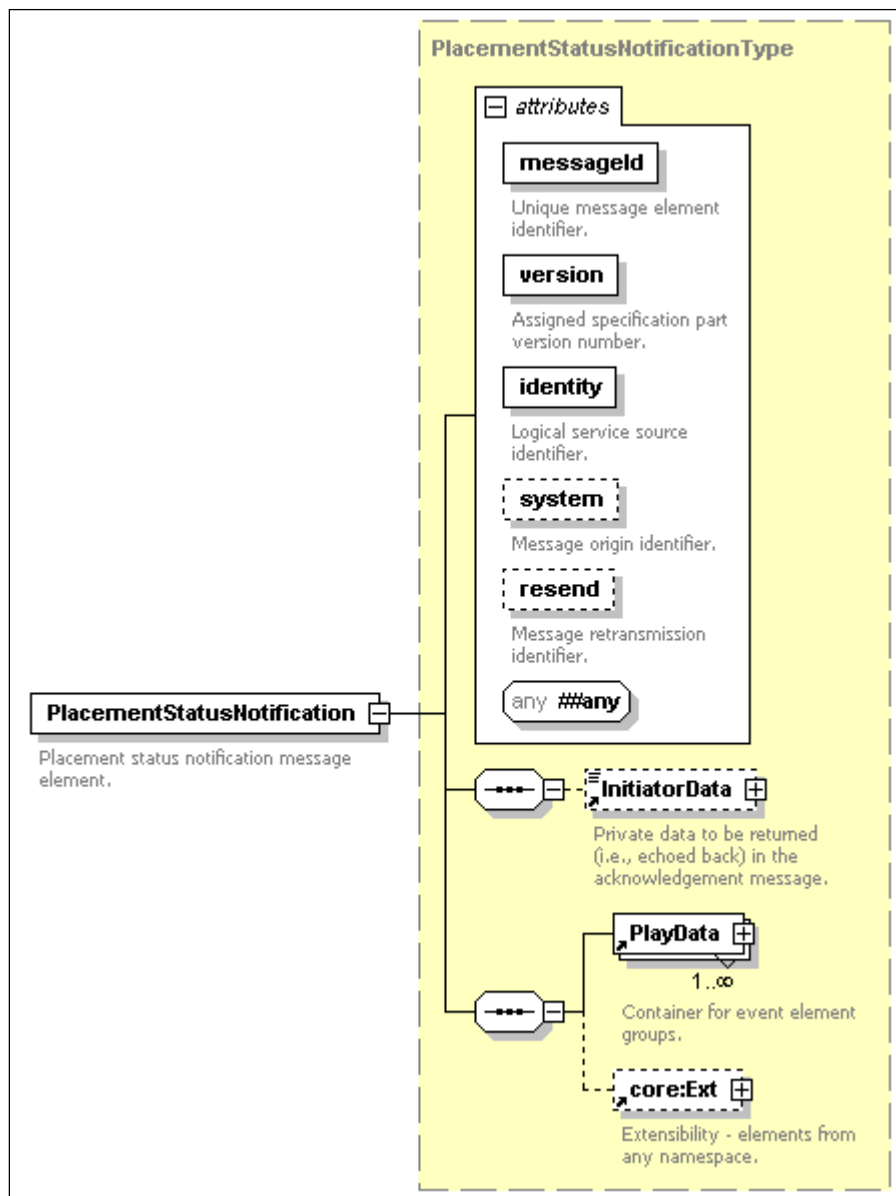 PlacementStatusNotificationType
attributes
messageId
Unique message element
identifier.
version
Assigned specification part
version number.
identity
Logical service source
identifier.
system
Message origin identifier.
resend
Message retransmission
identifier.
any ##any
PlacementStatusNotification
Placement status notification message
element.
InitiatorData
Private data to be returned
(i.e., echoed back) in the
acknowledgement message.
PlayData
1..∞
Container for event element
groups.
core:Ext
Extensibility - elements from
any namespace.